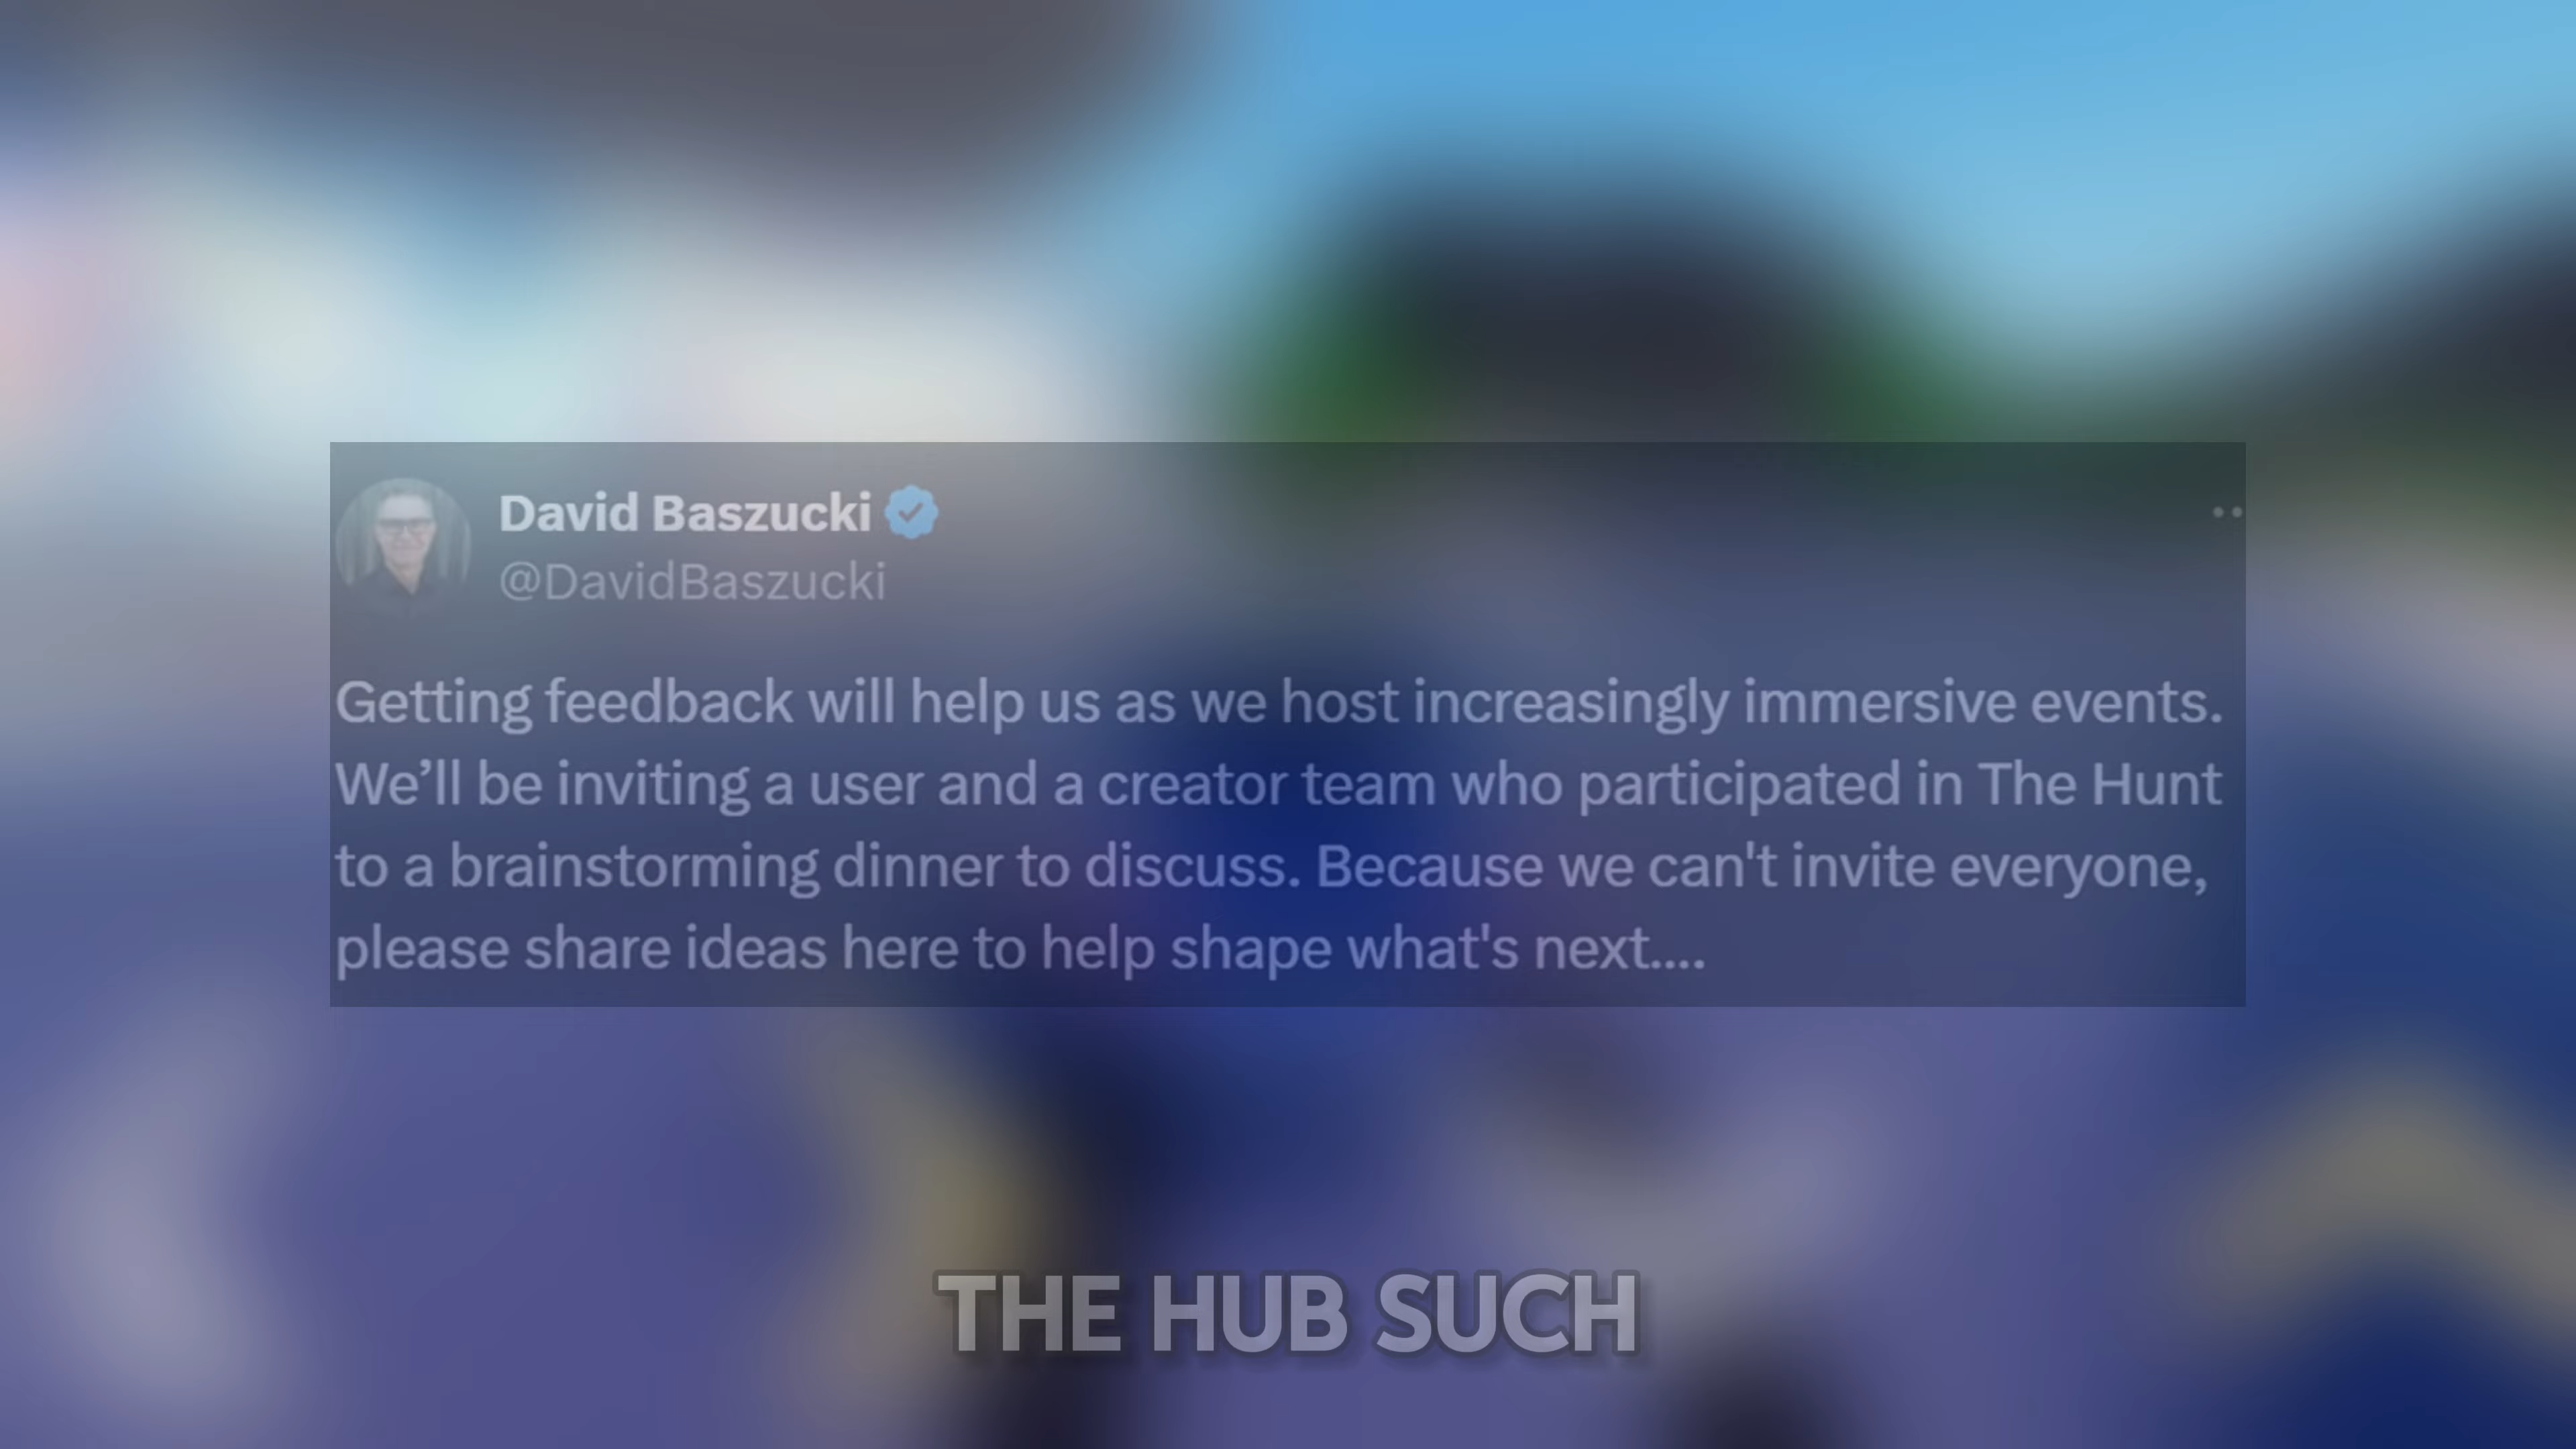 David Baszucki
@DavidBaszucki
Getting feedback will help us as we host increasingly immersive events.
We’ll be inviting a user and a creator team who participated in The Hunt
to a brainstorming dinner to discuss. Because we can't invite everyone,
please share ideas here to help shape what's next....
THE HUB SUCH